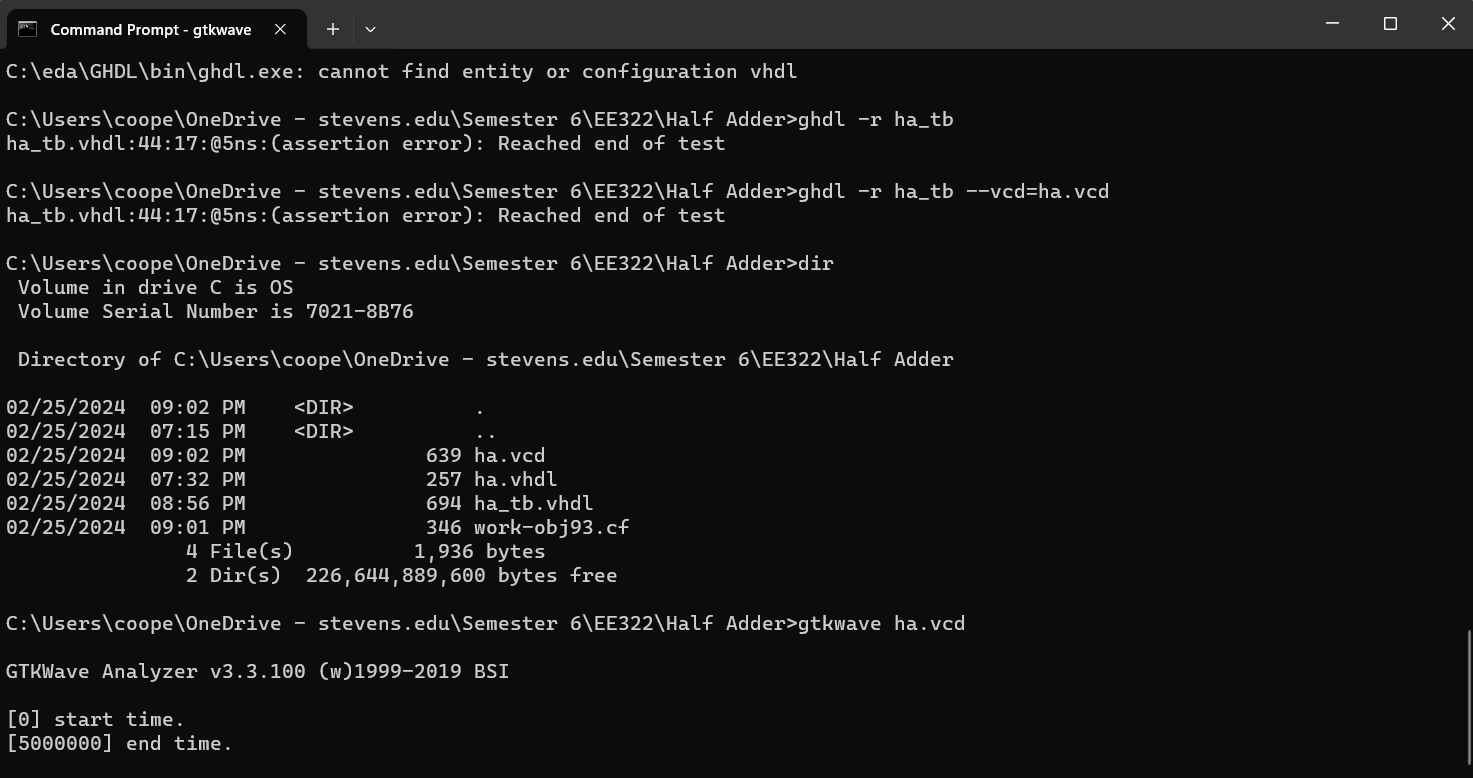 Command Prompt - gtkwave
C:\eda\GHDL\bin\ghdl.exe: cannot find entity or configuration vhdl
C:\Users\coope\OneDrive - stevens.edu\Semester 6\EE322\Half Adder>ghdl -r ha_tb
ha_tb.vhdl:44:17:@5ns:(assertion error): Reached end of test
C:\Users\coope\OneDrive - stevens.edu\Semester 6\EE322\Half Adder>ghdl -r ha_tb --vcd=ha.vcd
ha_tb.vhdl:44:17:@5ns:(assertion error): Reached end of test
C:\Users\coope\OneDrive - stevens.edu\Semester 6\EE322\Half Adder>dir
 Volume in drive C is OS
 Volume Serial Number is 7021-8B76
 Directory of C:\Users\coope\OneDrive - stevens.edu\Semester 6\EE322\Half Adder
02/25/2024  09:02 PM    <DIR>          .
02/25/2024  07:15 PM    <DIR>          ..
02/25/2024  09:02 PM               639 ha.vcd
02/25/2024  07:32 PM               257 ha.vhdl
02/25/2024  08:56 PM               694 ha_tb.vhdl
02/25/2024  09:01 PM               346 work-obj93.cf
               4 File(s)          1,936 bytes
               2 Dir(s)  226,644,889,600 bytes free
C:\Users\coope\OneDrive - stevens.edu\Semester 6\EE322\Half Adder>gtkwave ha.vcd
GTKWave Analyzer v3.3.100 (w)1999-2019 BSI
[0] start time.
[5000000] end time.